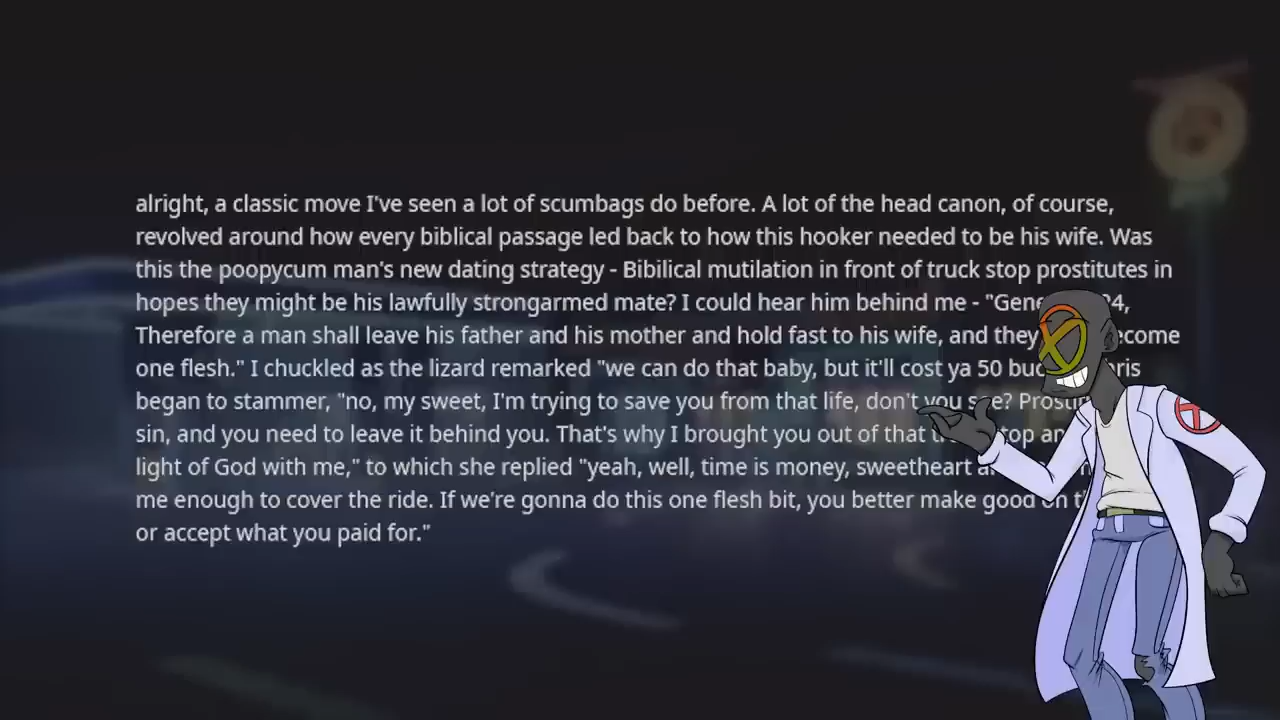 alright, a classic move I've seen a lot of scumbags do before. A lot of the head canon, of course,
revolved around how every biblical passage led back to how this hooker needed to be his wife. Was
this the poopycum man's new dating strategy - Bibilical mutilation in front of truck stop prostitutes in
hopes they might be his lawfully strongarmed mate? I could hear him behind me - "
Therefore a man shall leave his father and his mother and hold fast to his wife, and they
one flesh." I chuckled as the lizard remarked "we can do that baby, but it'll cost ya 50
began to stammer, "no, my sweet, I'm trying to save you from that life, don't you see?
sin, and you need to leave it behind you. That's why I brought you out of that
light of God with me," to which she replied "yeah, well, time is money, sweetheart
me enough to cover the ride. If we're gonna do this one flesh bit, you better make good on
or accept what you paid for."